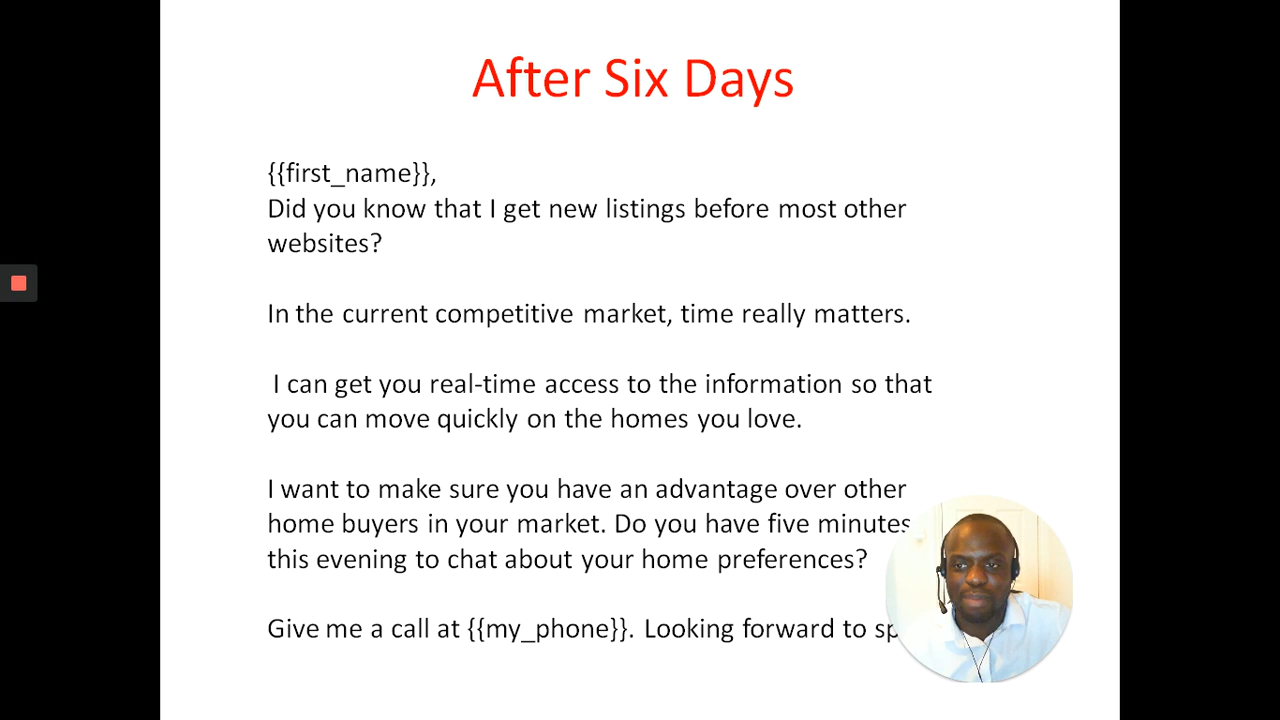 After Six Days
{{first_name}},
Did you know that I get new listings before most other
websites?
In the current competitive market, time really matters.
I can get you real-time access to the information so that
you can move quickly on the homes you love.
I want to make sure you have an advantage over other
home buyers in your market. Do you have five minutes
this evening to chat about your home preferences?
Give me a call at {{my_phone}}. Looking forward to